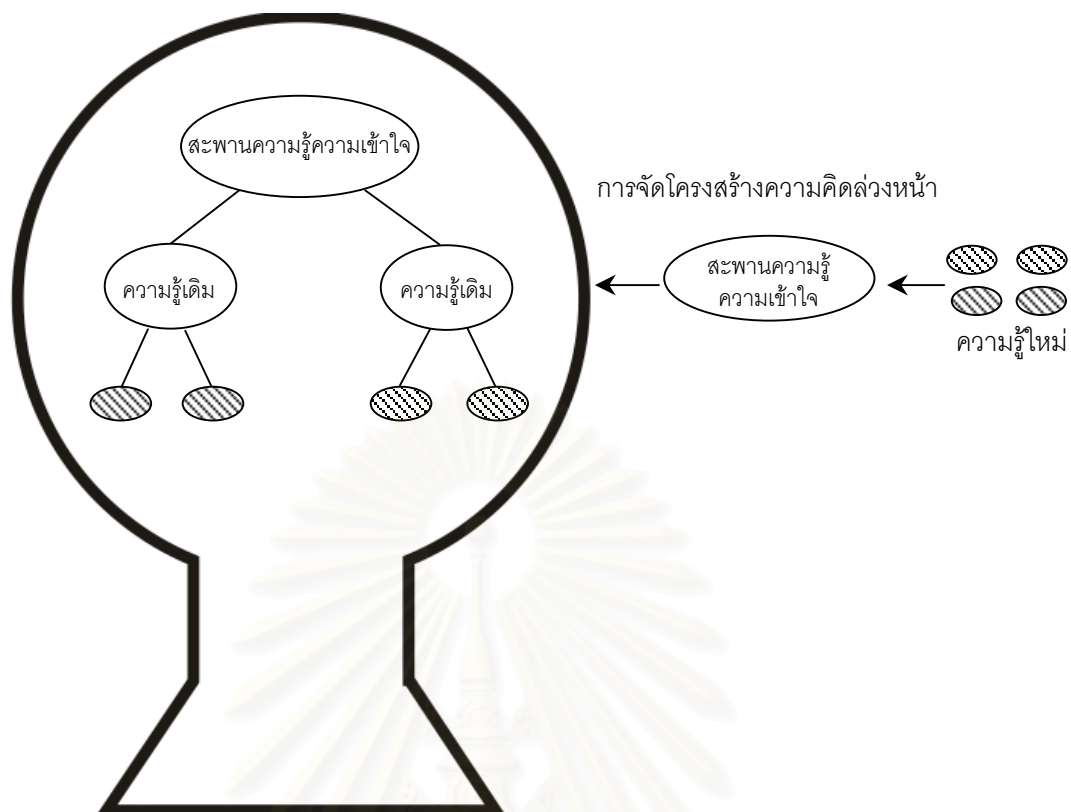 สะพานความรู้ความเข้าใจ
ความรู้เดิม
ความรู้เดิม
การจัดโครงสร้างความคิดล่วงหน้า
สะพานความรู้
ความเข้าใจ
ความรู้ใหม่